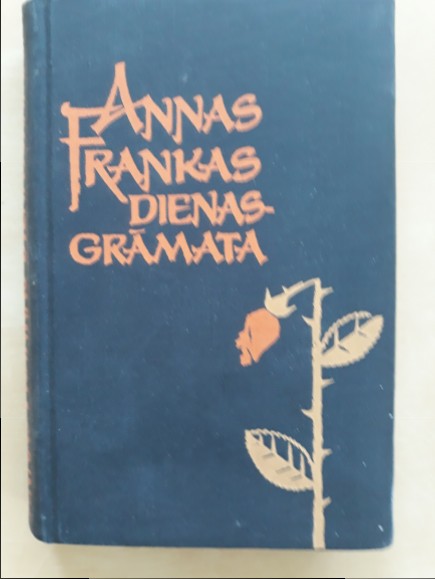 ANNAS
FRANKAS
DIENAS-
GRĀMATA